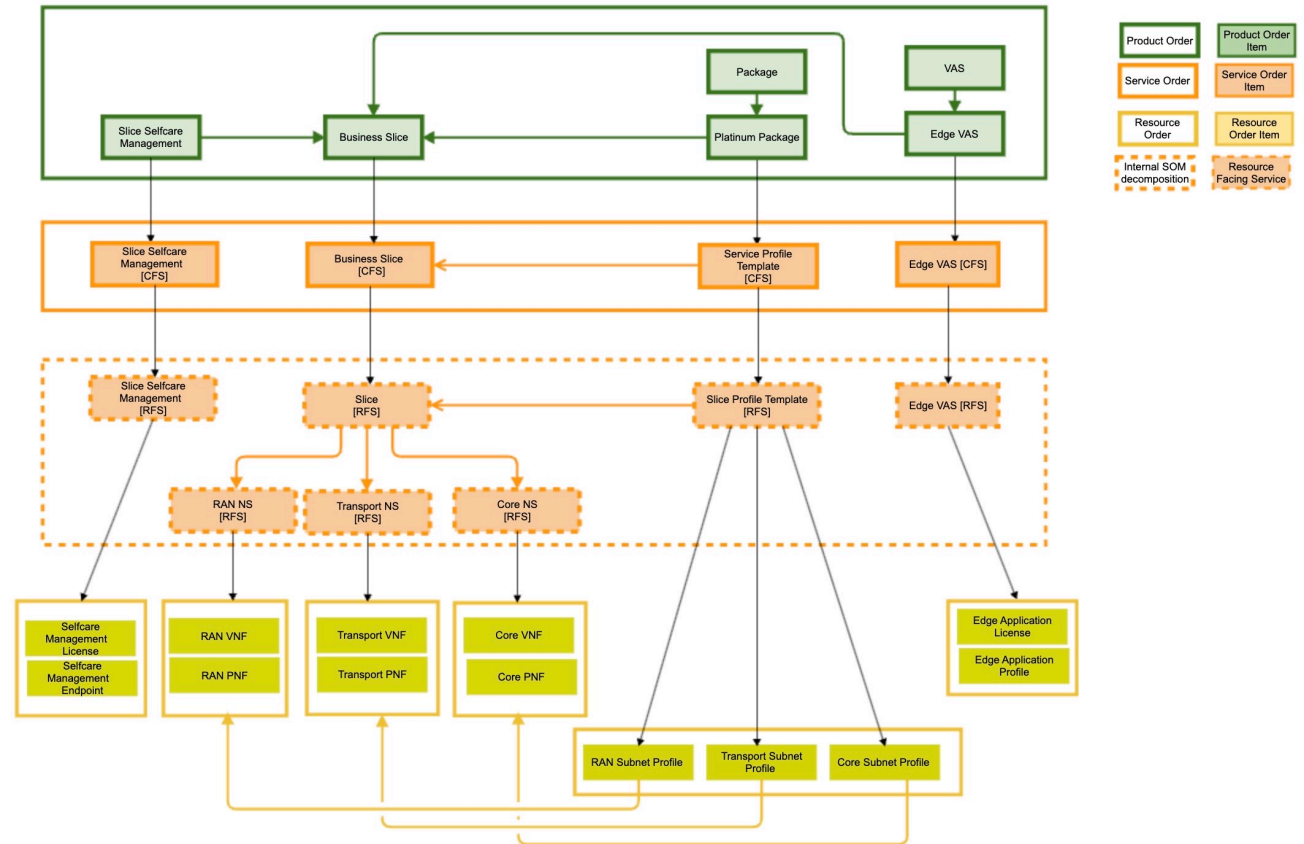 Package
VAS
Slice Selfcare
Management
Business Slice
Platinum Package
Edge VAS
Product Order
Product Order
Item
Service Order
Service Order
Item
Resource
Order
Resource
Order Item
Internal SOM
decomposition
Resource
Facing Service
Slice Selfcare
Management
[CFS]
Business Slice
[CFS]
Service Profile
Template
[CFS]
Edge VAS [CFS]
Slice Selfcare
Management
[RFS]
Slice
[RFS]
Slice Profile Template
[RFS]
Edge VAS [RFS]
RAN NS
[RFS]
Transport NS
[RFS]
Core NS
[RFS]
Selfcare
Management
License
Selfcare
Management
Endpoint
RAN VNF
RAN PNF
Transport VNF
Transport PNF
Core VNF
Core PNF
Edge Application
License
Edge Application
Profile
RAN Subnet Profile
Transport Subnet
Profile
Core Subnet Profile